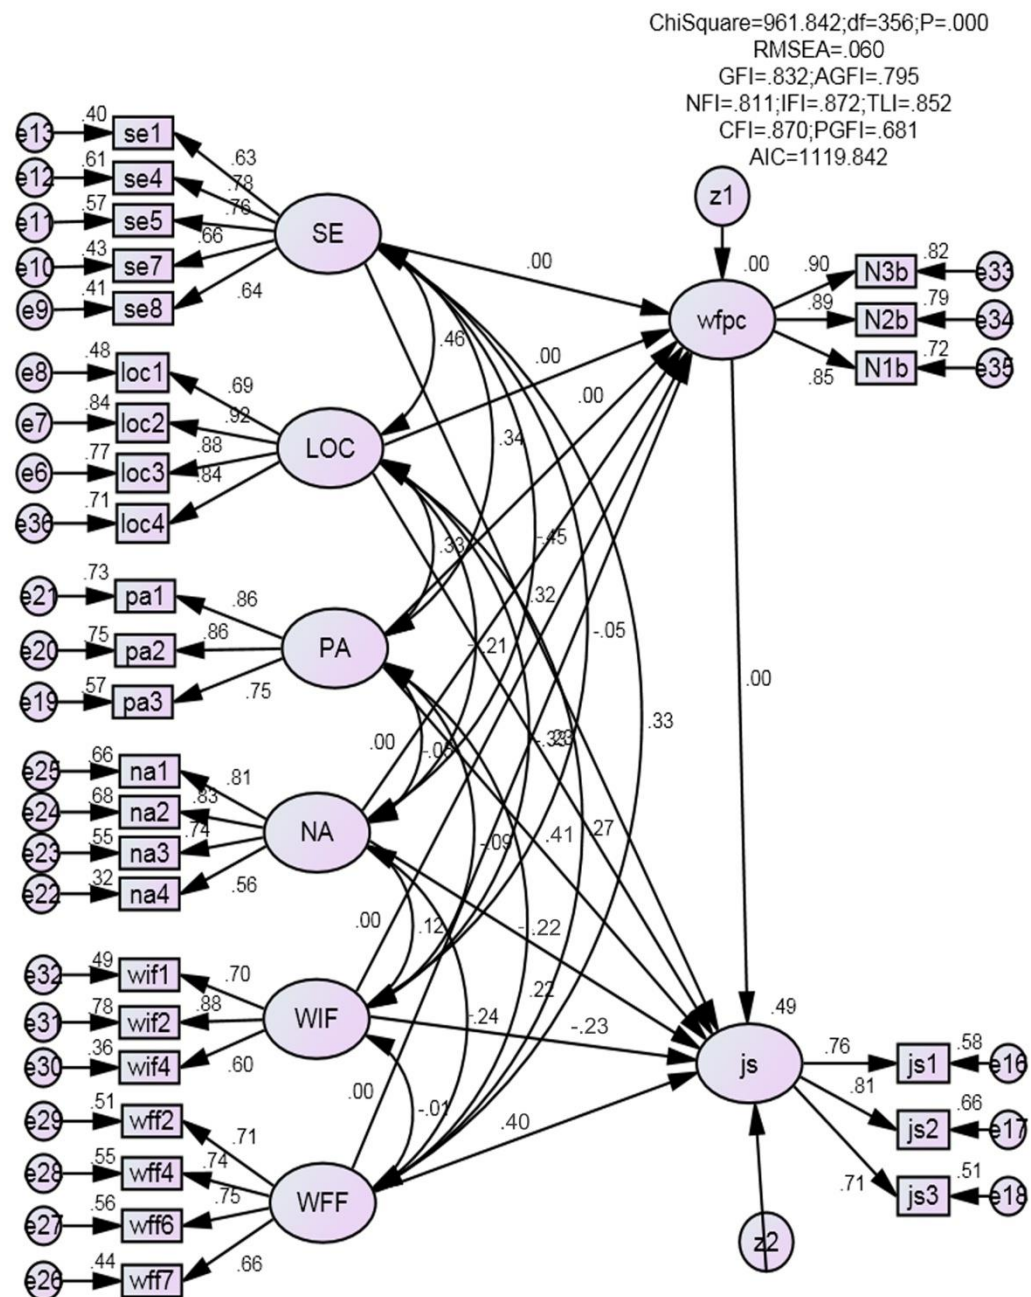 ChiSquare=961.842;df=356;P=.000
RMSEA=.060
GFI=.832;AGFI=.795
NFI=.811;IFI=.872;TLI=.852
CFI=.870;PGFI=.681
AIC=1119.842
e13 .40 se1 .63
e12 .61 se4 .78
e11 .57 se5 .76
e10 .43 se7 .66
e9 .41 se8 .64
SE
z1
.00
wfpc .00
.90 N3b .82 e33
.89 N2b .79 e34
.85 N1b .72 e35
e8 .48 loc1 .69
e7 .84 loc2 .92
e6 .77 loc3 .88
e36 .71 loc4 .84
LOC
.46
.00
.00
.34
e21 .73 pa1 .86
e20 .75 pa2 .86
e19 .57 pa3 .75
PA
.33
-.45
.32
-.05
-.21
.00
.33
.00
e25 .66 na1 .81
e24 .68 na2 .83
e23 .55 na3 .74
e22 .32 na4 .56
NA
-.09
.41
.27
.00
.12
-.22
.22
e32 .49 wif1 .70
e31 .78 wif2 .88
e30 .36 wif4 .60
WIF
-.24
-.23
.49
js
.76 js1 .58 e16
.81 js2 .66 e17
.71 js3 .51 e18
z2
.00
-.01
.40
e29 .51 wff2 .71
e28 .55 wff4 .74
e27 .56 wff6 .75
e26 .44 wff7 .66
WFF